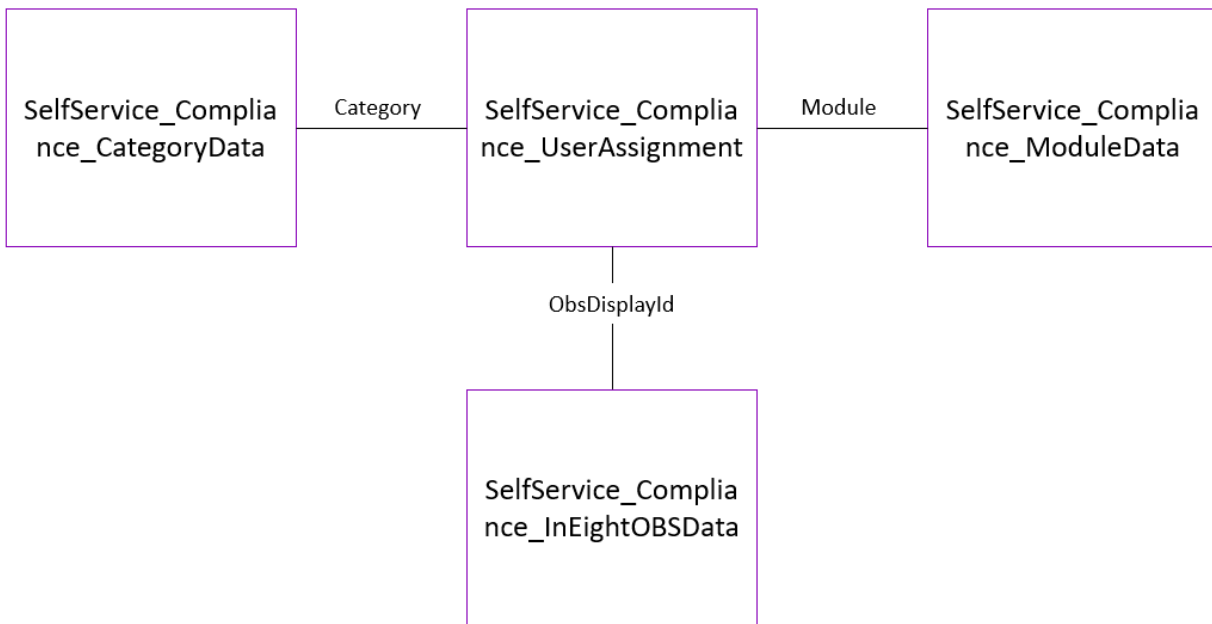 SelfService_Complia
nce_CategoryData
Category
SelfService_Complia
nce_UserAssignment
Module
SelfService_Complia
nce_ModuleData
ObsDisplayId
SelfService_Complia
nce_InEightOBSData